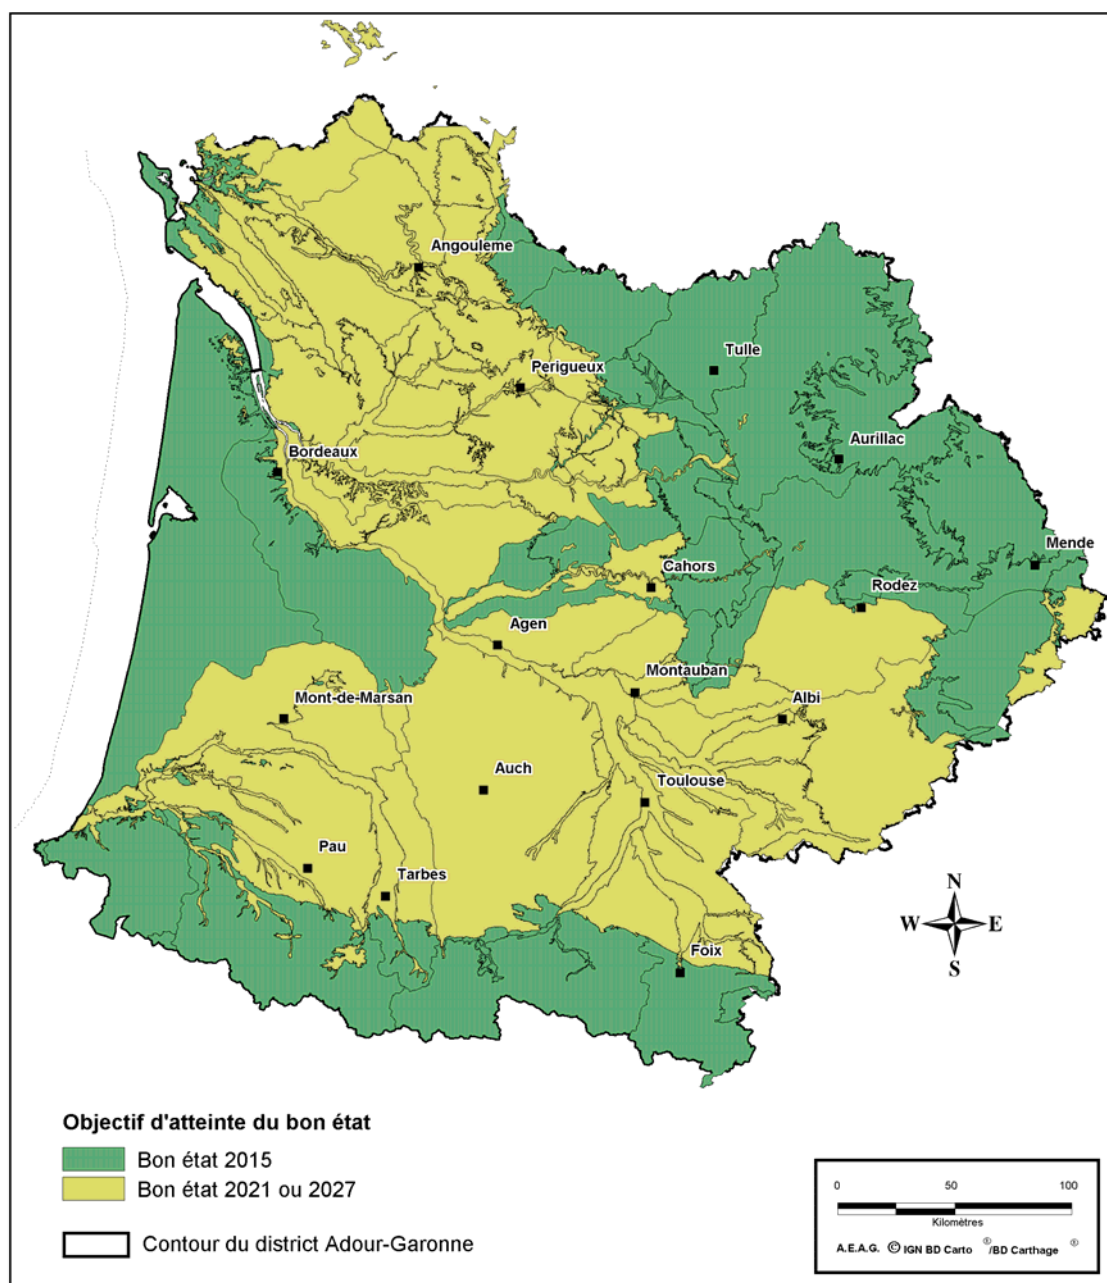 Angouleme
Tulle
Perigueux
Aurillac
Bordeaux
Mende
Cahors
Rodez
Agen
Montauban
Mont-de-Marsan
Albi
Auch
Toulouse
Pau
Tarbes
Foix
N
W E
S
Objectif d'atteinte du bon état
Bon état 2015
Bon état 2021 ou 2027
Contour du district Adour-Garonne
0 50 100
Kilomètres
A.E.A.G. © IGN BD Carto ® /BD Carthage ®